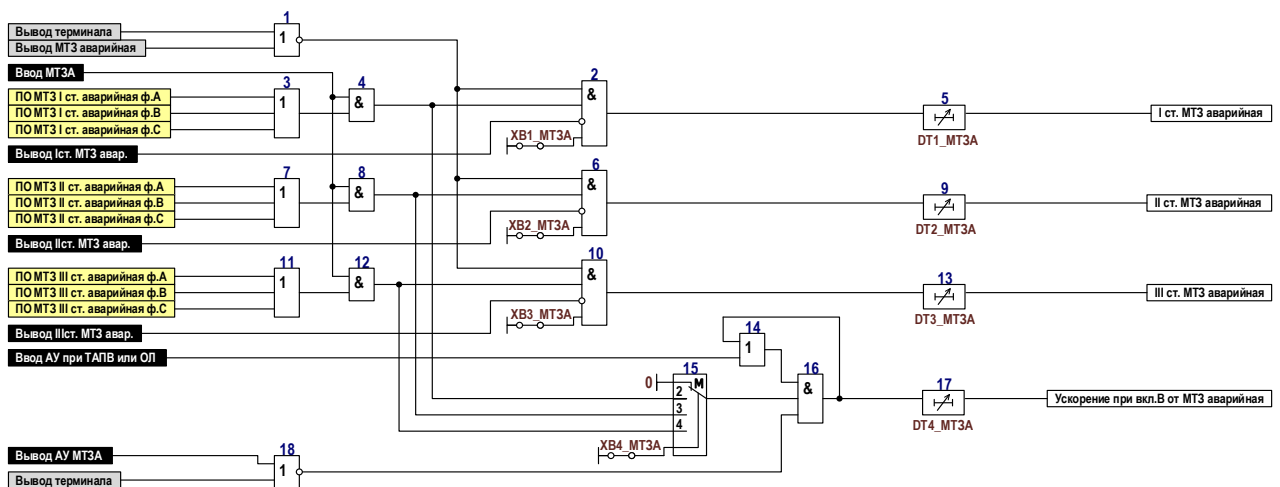 1
Вывод терминала
Вывод МТЗ аварийная
1
Ввод МТЗА
3
4
2
ПО МТЗ I ст. аварийная ф.А
ПО МТЗ I ст. аварийная ф.В
ПО МТЗ I ст. аварийная ф.С
1
&
&
5
I ст. МТЗ аварийная
DT1_МТЗА
XB1_МТЗА
Вывод Iст. МТЗ авар.
7
8
6
ПО МТЗ II ст. аварийная ф.А
ПО МТЗ II ст. аварийная ф.В
ПО МТЗ II ст. аварийная ф.С
1
&
&
9
II ст. МТЗ аварийная
DT2_МТЗА
XB2_МТЗА
Вывод IIст. МТЗ авар.
11
12
10
ПО МТЗ III ст. аварийная ф.А
ПО МТЗ III ст. аварийная ф.В
ПО МТЗ III ст. аварийная ф.С
1
&
&
13
III ст. МТЗ аварийная
DT3_МТЗА
XB3_МТЗА
Вывод IIIст. МТЗ авар.
14
1
Ввод АУ при ТАПВ или ОЛ
15
16
0
М
2
3
4
&
17
Ускорение при вкл.В от МТЗ аварийная
DT4_МТЗА
XB4_МТЗА
18
Вывод АУ МТЗА
1
Вывод терминала